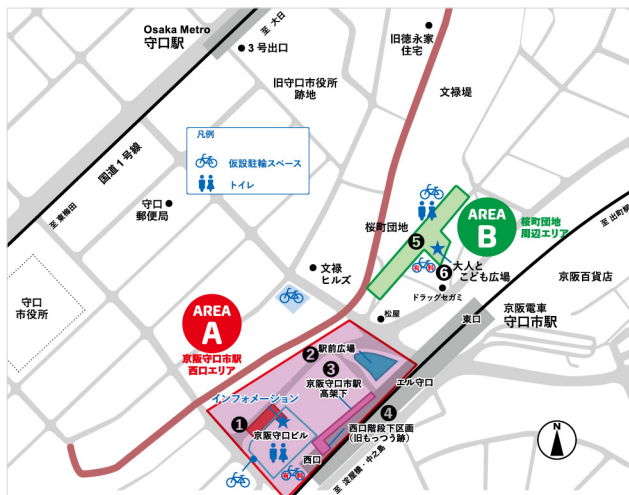 Osaka Metro
守口駅
至 大日
3号出口
旧徳永家
住宅
文禄堤
旧守口市役所
跡地
凡例
仮設駐輪スペース
トイレ
国道1号線
至 東梅田
守口
郵便局
桜町団地
5
AREA
B
桜町団地
周辺エリア
至 出町柳
6
大人と
こども広場
有料
ドラッグセガミ
京阪百貨店
文禄
ヒルズ
守口
市役所
AREA
A
京阪守口市駅
西口エリア
松屋
東口
京阪電車
守口市駅
2
駅前広場
3
京阪守口市駅
高架下
エル守口
インフォメーション
1
京阪守口ビル
4
西口階段下区画
(旧もっつう跡)
西口
有料
至 淀屋橋・中之島
N